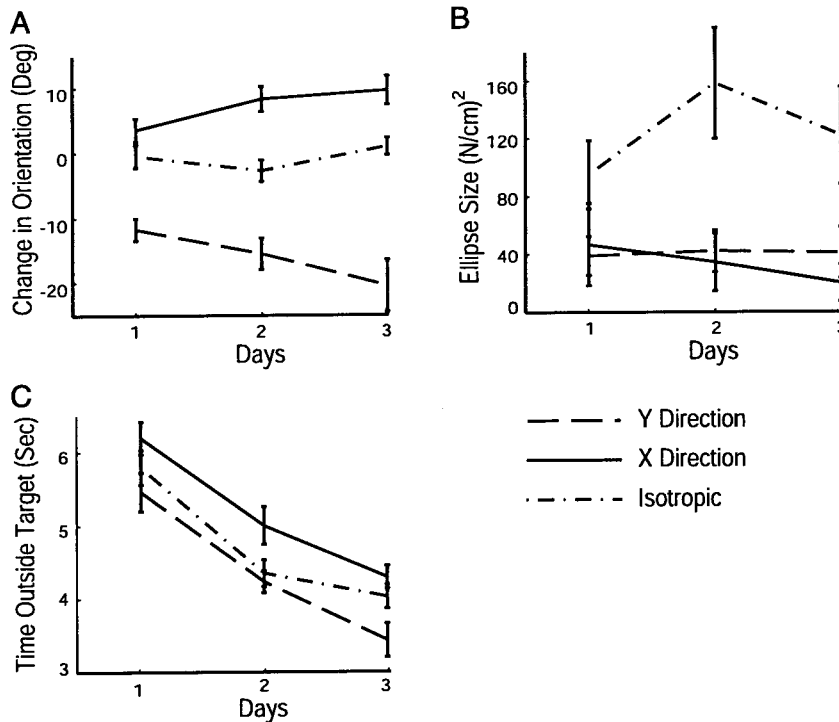 A
Change in Orientation (Deg)
10
0
-10
-20
1 2 3
Days
B
Ellipse Size (N/cm)²
160
120
80
40
0
1 2 3
Days
C
Time Outside Target (Sec)
6
5
4
3
1 2 3
Days
Y Direction
X Direction
Isotropic